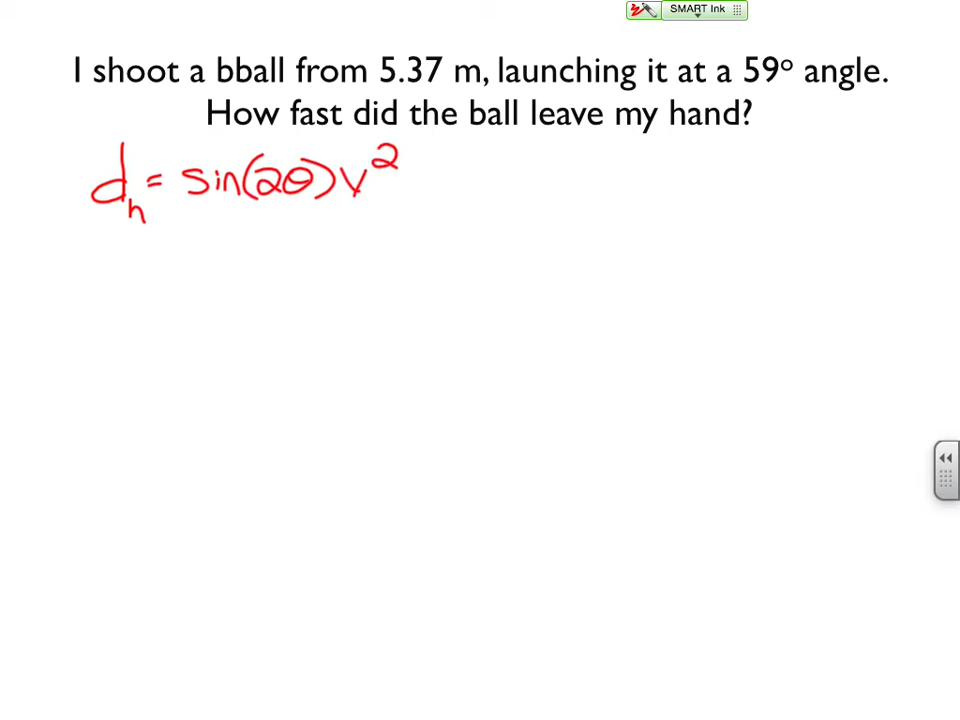 SMART Ink
I shoot a bball from 5.37 m, launching it at a 59º angle.
How fast did the ball leave my hand?
dₕ = sin(2θ)v²